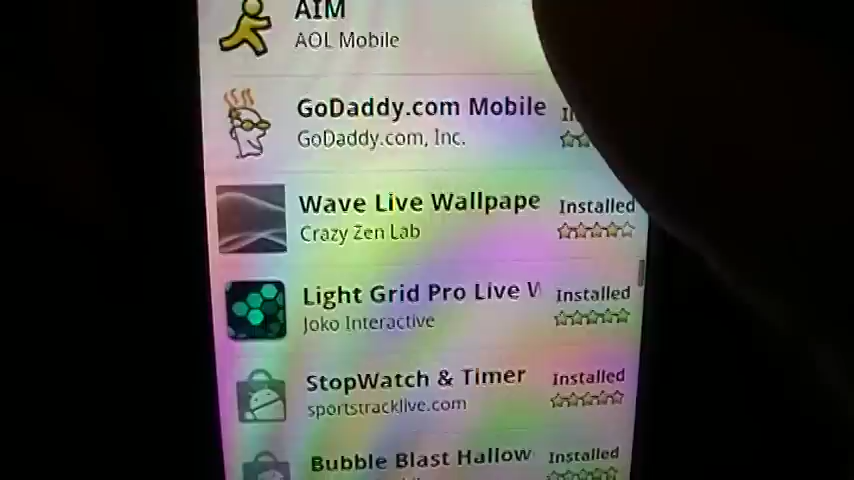 AIM
AOL Mobile
GoDaddy.com Mobile
GoDaddy.com, Inc.
Wave Live Wallpape
Installed
Crazy Zen Lab
Light Grid Pro Live
Installed
Joko Interactive
StopWatch & Timer
Installed
sportstracklive.com
Bubble Blast Hallow
Installed